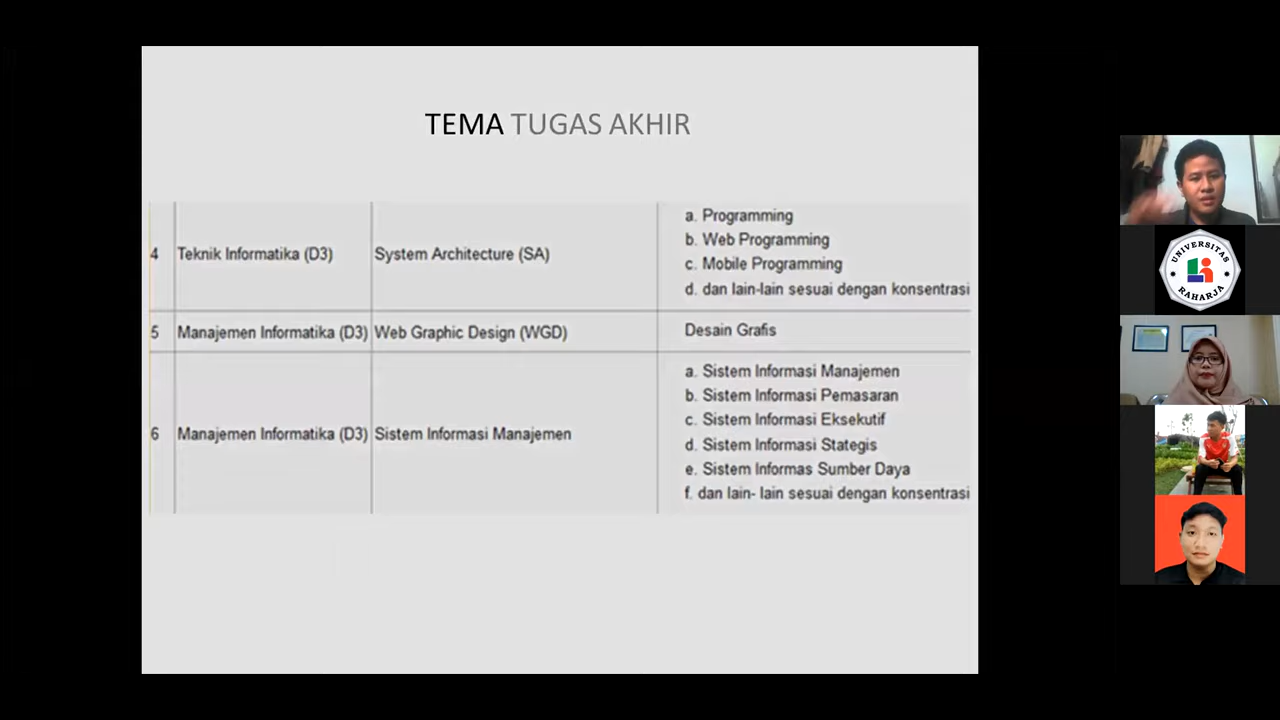 TEMA TUGAS AKHIR
4 Teknik Informatika (D3) System Architecture (SA)
a. Programming
b. Web Programming
c. Mobile Programming
d. dan lain-lain sesuai dengan konsentrasi
5 Manajemen Informatika (D3) Web Graphic Design (WGD) Desain Grafis
6 Manajemen Informatika (D3) Sistem Informasi Manajemen
a. Sistem Informasi Manajemen
b. Sistem Informasi Pemasaran
c. Sistem Informasi Eksekutif
d. Sistem Informasi Stategis
e. Sistem Informas Sumber Daya
f. dan lain- lain sesuai dengan konsentrasi
UNIVERSITAS
RAHARJA